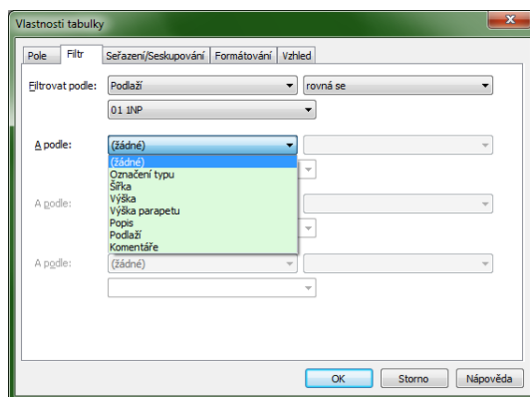 Vlastnosti tabulky
Pole Filtr Seřazení/Seskupování Formátování Vzhled
Filtrovat podle: Podlaží rovná se
01 1NP
A podle: (žádné)
(žádné)
Označení typu
Šířka
Výška
A podle:
Výška parapetu
Popis
Podlaží
Komentáře
A podle: (žádné)
OK Storno Nápověda